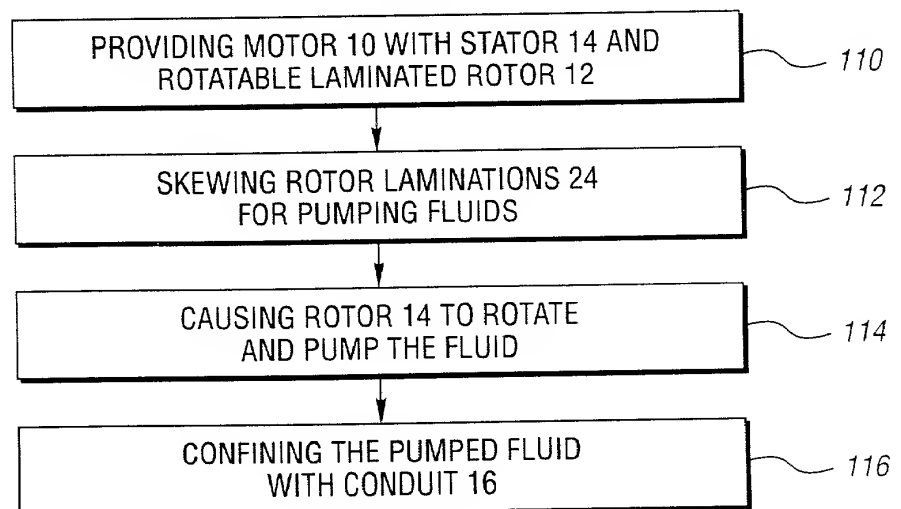 PROVIDING MOTOR 10 WITH STATOR 14 AND
ROTATABLE LAMINATED ROTOR 12
110
SKEWING ROTOR LAMINATIONS 24
FOR PUMPING FLUIDS
112
CAUSING ROTOR 14 TO ROTATE
AND PUMP THE FLUID
114
CONFINING THE PUMPED FLUID
WITH CONDUIT 16
116